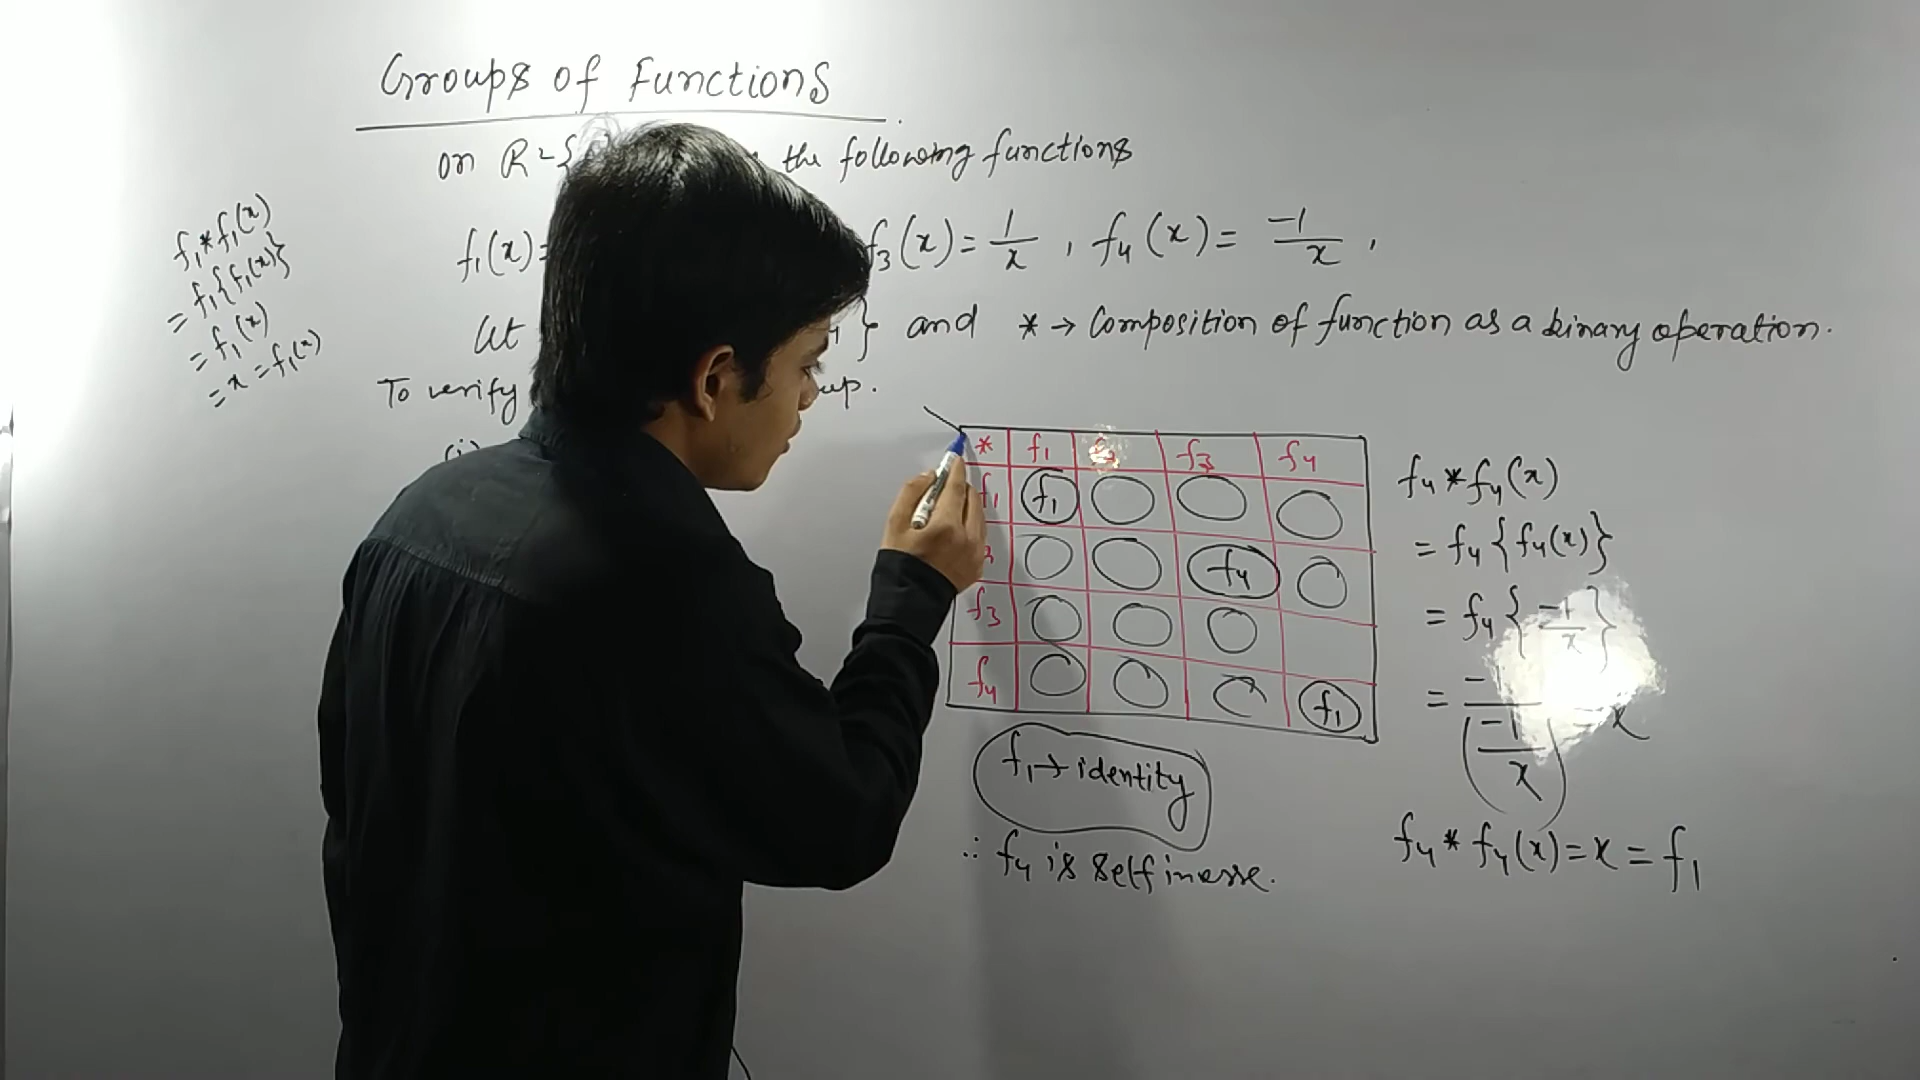 Groups of Functions
on R-{ the following functions
f₁(x)= f₃(x)= 1/x , f₄(x)= -1/x ,
Let } and * → Composition of function as a binary operation.
To verify
(i)
f₁*f₁(x)
= f₁{f₁(x)}
= f₁(x)
= x = f₁(x)
* f₁ f₃ f₄
f₁ f₁
f₄
f₃
f₄ f₁
f₁→ identity
∴ f₄ is self inverse.
f₄*f₄(x)
= f₄{f₄(x)}
= f₄{-1/x}
= -1/(-1/x) = x
f₄*f₄(x)=x=f₁